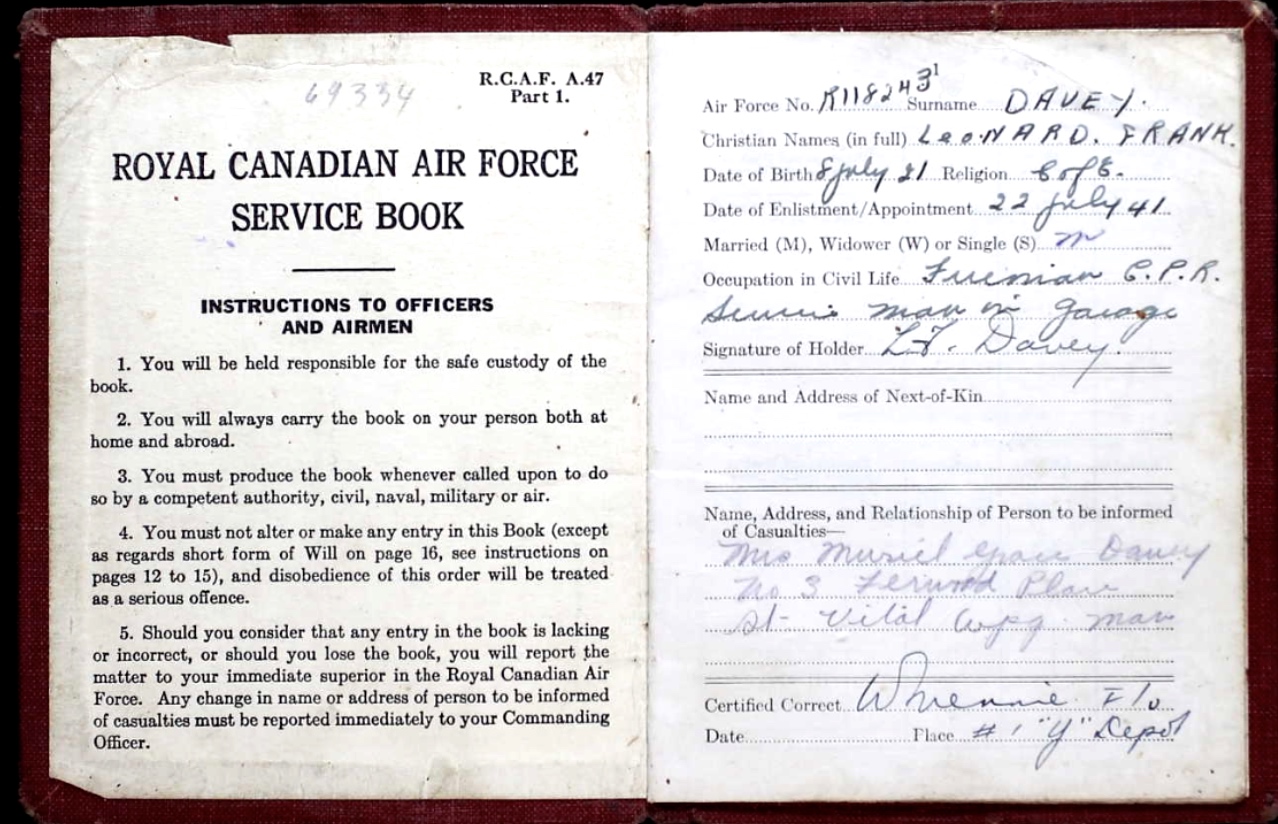 69334
R.C.A.F. A.47
Part 1.
ROYAL CANADIAN AIR FORCE
SERVICE BOOK
INSTRUCTIONS TO OFFICERS
AND AIRMEN
1. You will be held responsible for the safe custody of the
book.
2. You will always carry the book on your person both at
home and abroad.
3. You must produce the book whenever called upon to do
so by a competent authority, civil, naval, military or air.
4. You must not alter or make any entry in this Book (except
as regards short form of Will on page 16, see instructions on
pages 12 to 15), and disobedience of this order will be treated
as a serious offence.
5. Should you consider that any entry in the book is lacking
or incorrect, or should you lose the book, you will report the
matter to your immediate superior in the Royal Canadian Air
Force. Any change in name or address of person to be informed
of casualties must be reported immediately to your Commanding
Officer.
1
Air Force No. R118243 Surname DAVEY.
Christian Names (in full) LeoNARD. FRANK.
Date of Birth 8 July 21 Religion C of E.
Date of Enlistment/Appointment 22 July 41
Married (M), Widower (W) or Single (S) M
Occupation in Civil Life Fireman C.P.R.
Service man in garage
Signature of Holder L.F. Davey.
Name and Address of Next-of-Kin
Name, Address, and Relationship of Person to be informed
of Casualties—
Mrs Muriel Grace Davey
No 3 Place
St Vital Wpg. Man
Certified Correct F/O
Date Place # 1 "Y" Depot